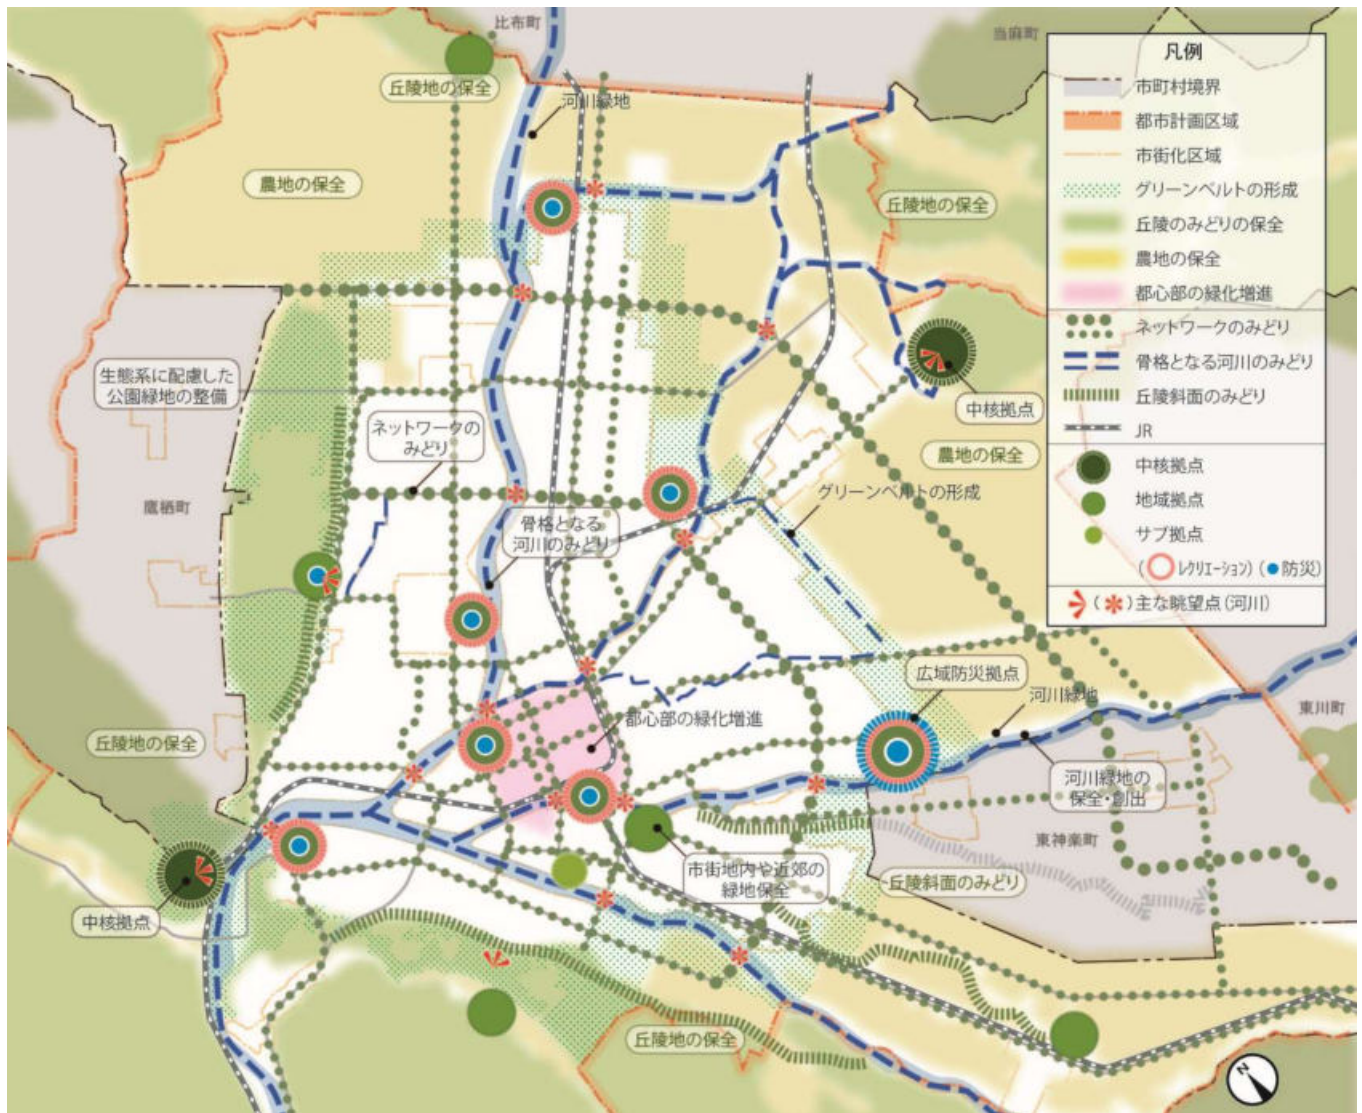 比布町
当麻町
丘陵地の保全
河川緑地
農地の保全
丘陵地の保全
生態系に配慮した
公園緑地の整備
ネットワークの
みどり
中核拠点
農地の保全
鷹栖町
グリーンベルトの形成
骨格となる
河川のみどり
広域防災拠点
河川緑地
東川町
都心部の緑化増進
丘陵地の保全
河川緑地の
保全・創出
東神楽町
市街地内や近郊の
緑地保全
丘陵斜面のみどり
中核拠点
丘陵地の保全
凡例
市町村境界
都市計画区域
市街化区域
グリーンベルトの形成
丘陵のみどりの保全
農地の保全
都心部の緑化増進
ネットワークのみどり
骨格となる河川のみどり
丘陵斜面のみどり
JR
中核拠点
地域拠点
サブ拠点
(レクリエーション)(防災)
( )主な眺望点(河川)
N